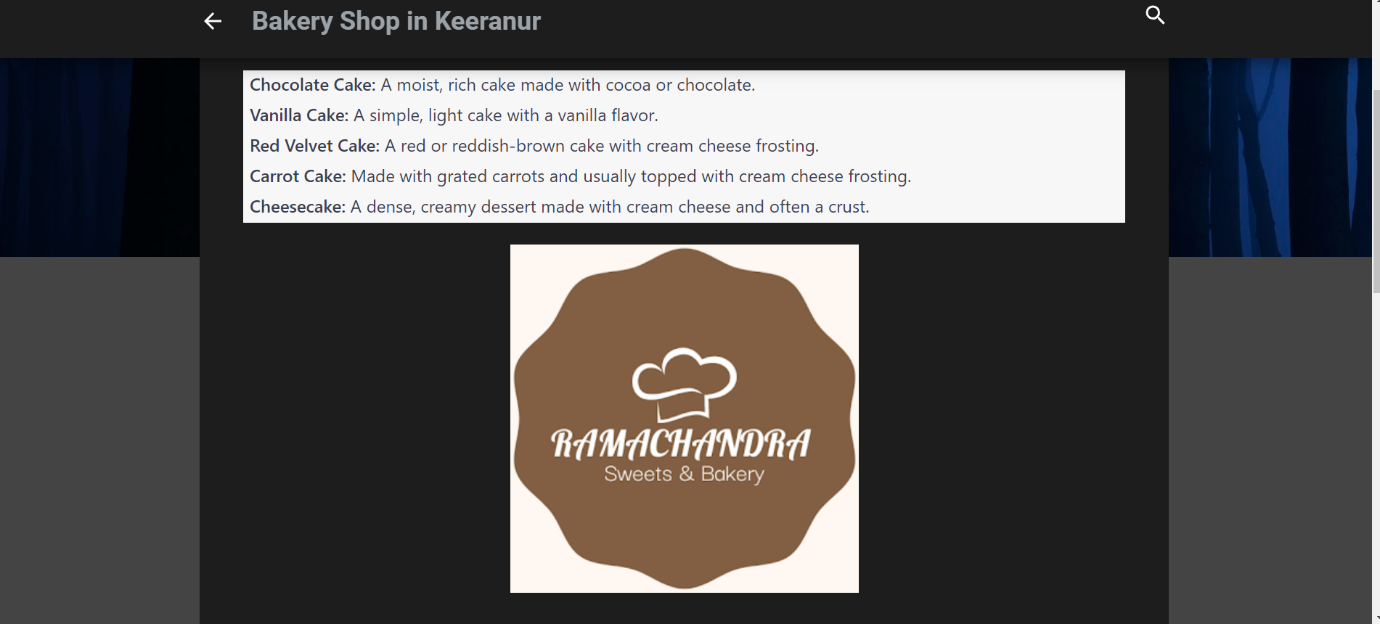 Bakery Shop in Keeranur
Chocolate Cake: A moist, rich cake made with cocoa or chocolate.
Vanilla Cake: A simple, light cake with a vanilla flavor.
Red Velvet Cake: A red or reddish-brown cake with cream cheese frosting.
Carrot Cake: Made with grated carrots and usually topped with cream cheese frosting.
Cheesecake: A dense, creamy dessert made with cream cheese and often a crust.
RAMACHANDRA
Sweets & Bakery